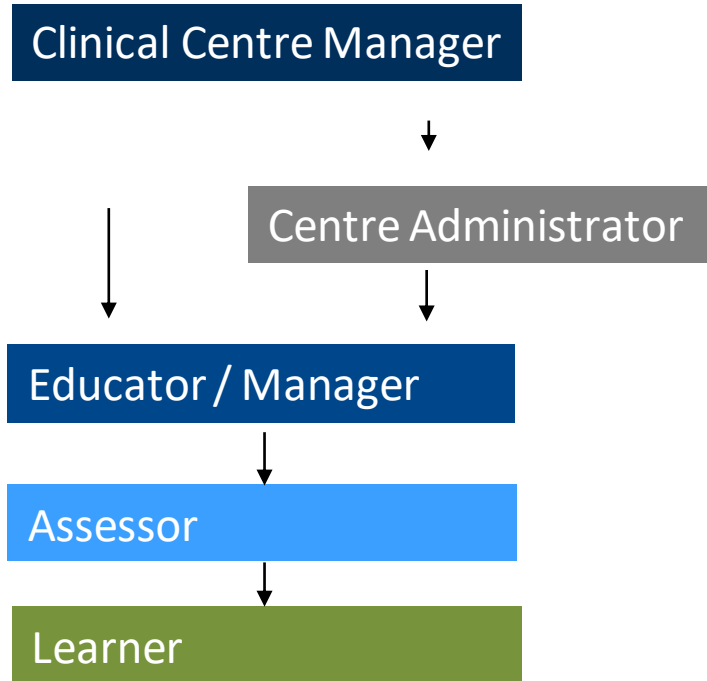 Clinical Centre Manager
Centre Administrator
Educator / Manager
Assessor
Learner